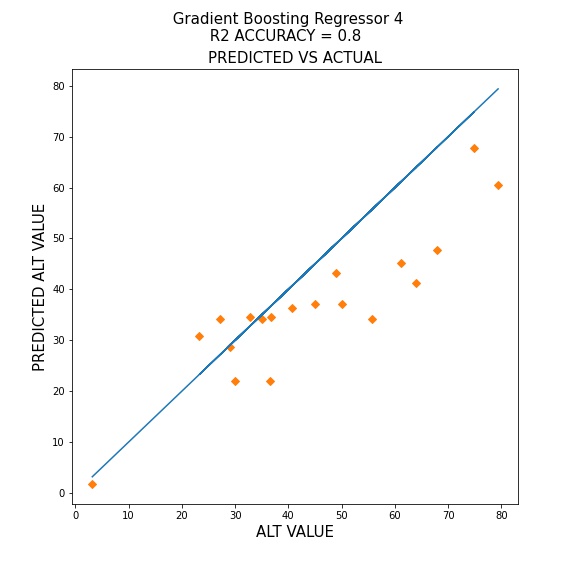 Gradient Boosting Regressor 4
R2 ACCURACY = 0.8
PREDICTED VS ACTUAL
80
70
60
50
40
30
20
10
0
PREDICTED ALT VALUE
0 10 20 30 40 50 60 70 80
ALT VALUE